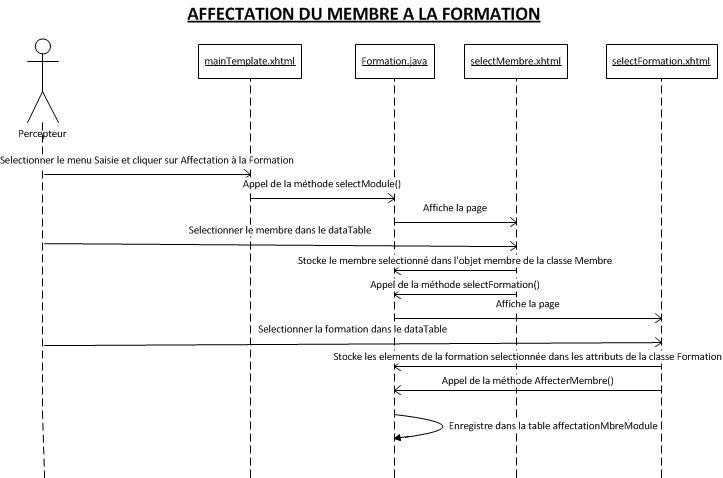 AFFECTATION DU MEMBRE A LA FORMATION
mainTemplate.xhtml
Formation.java
selectMembre.xhtml
selectFormation.xhtml
Percepteur
Selectionner le menu Saisie et cliquer sur Affectation à la Formation
Appel de la méthode selectModule()
Affiche la page
Selectionner le membre dans le dataTable
Stocke le membre selectionné dans l'objet membre de la classe Membre
Appel de la méthode selectFormation()
Affiche la page
Selectionner la formation dans le dataTable
Stocke les elements de la formation selectionnée dans les attributs de la classe Formation
Appel de la méthode AffecterMembre()
Enregistre dans la table affectationMbreModule